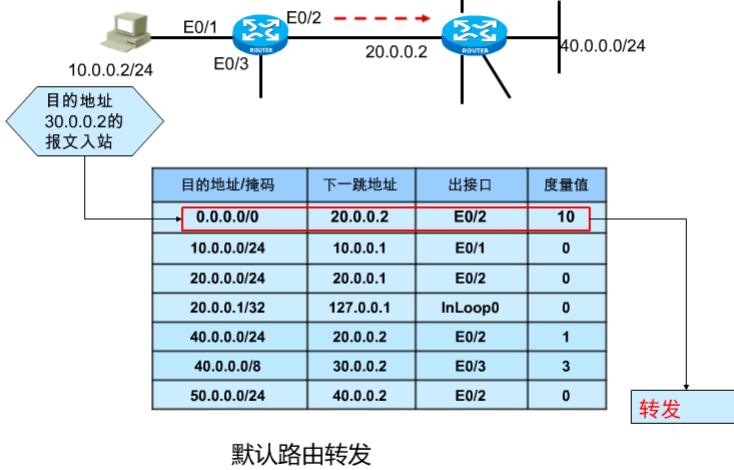 E0/1
E0/2
ROUTER
ROUTER
20.0.0.2
40.0.0.0/24
10.0.0.2/24
E0/3
目的地址
30.0.0.2的
报文入站
目的地址/掩码 下一跳地址 出接口 度量值
0.0.0.0/0 20.0.0.2 E0/2 10
10.0.0.0/24 10.0.0.1 E0/1 0
20.0.0.0/24 20.0.0.1 E0/2 0
20.0.0.1/32 127.0.0.1 InLoop0 0
40.0.0.0/24 20.0.0.2 E0/2 1
40.0.0.0/8 30.0.0.2 E0/3 3
50.0.0.0/24 40.0.0.2 E0/2 0
转发
默认路由转发